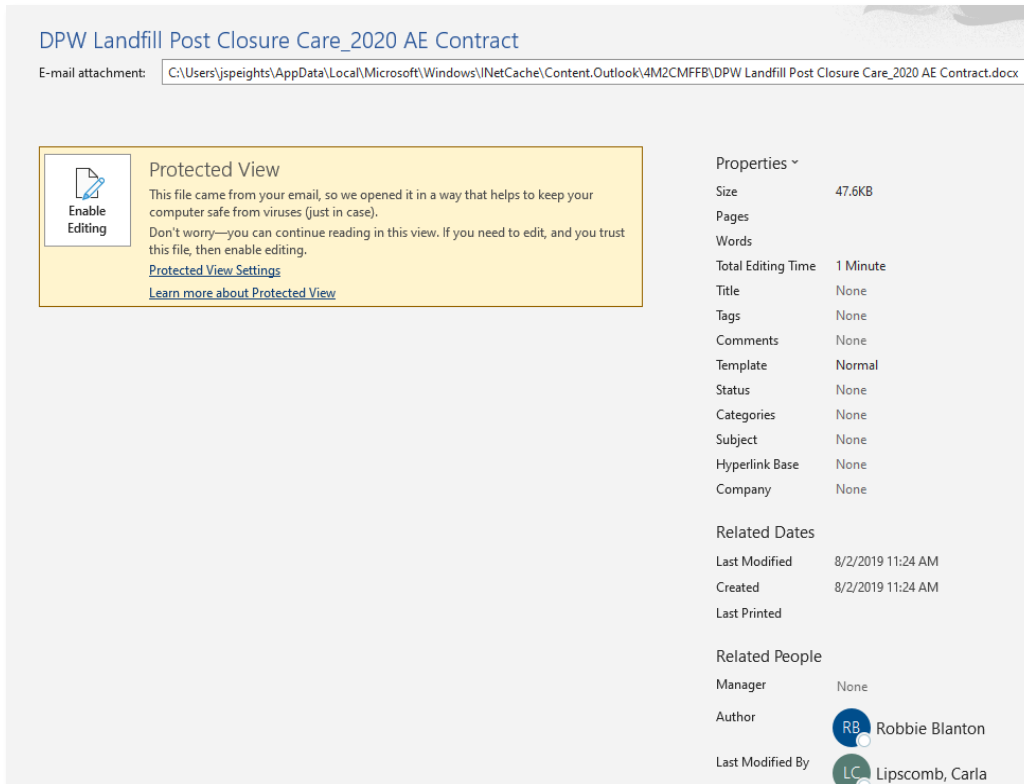 DPW Landfill Post Closure Care_2020 AE Contract
E-mail attachment: C:\Users\jspeights\AppData\Local\Microsoft\Windows\INetCache\Content.Outlook\4M2CMFFB\DPW Landfill Post Closure Care_2020 AE Contract.docx
Enable
Editing
Protected View
This file came from your email, so we opened it in a way that helps to keep your
computer safe from viruses (just in case).
Don't worry—you can continue reading in this view. If you need to edit, and you trust
this file, then enable editing.
Protected View Settings
Learn more about Protected View
Properties
Size 47.6KB
Pages
Words
Total Editing Time 1 Minute
Title None
Tags None
Comments None
Template Normal
Status None
Categories None
Subject None
Hyperlink Base None
Company None
Related Dates
Last Modified 8/2/2019 11:24 AM
Created 8/2/2019 11:24 AM
Last Printed
Related People
Manager None
Author RB Robbie Blanton
Last Modified By LC Lipscomb, Carla